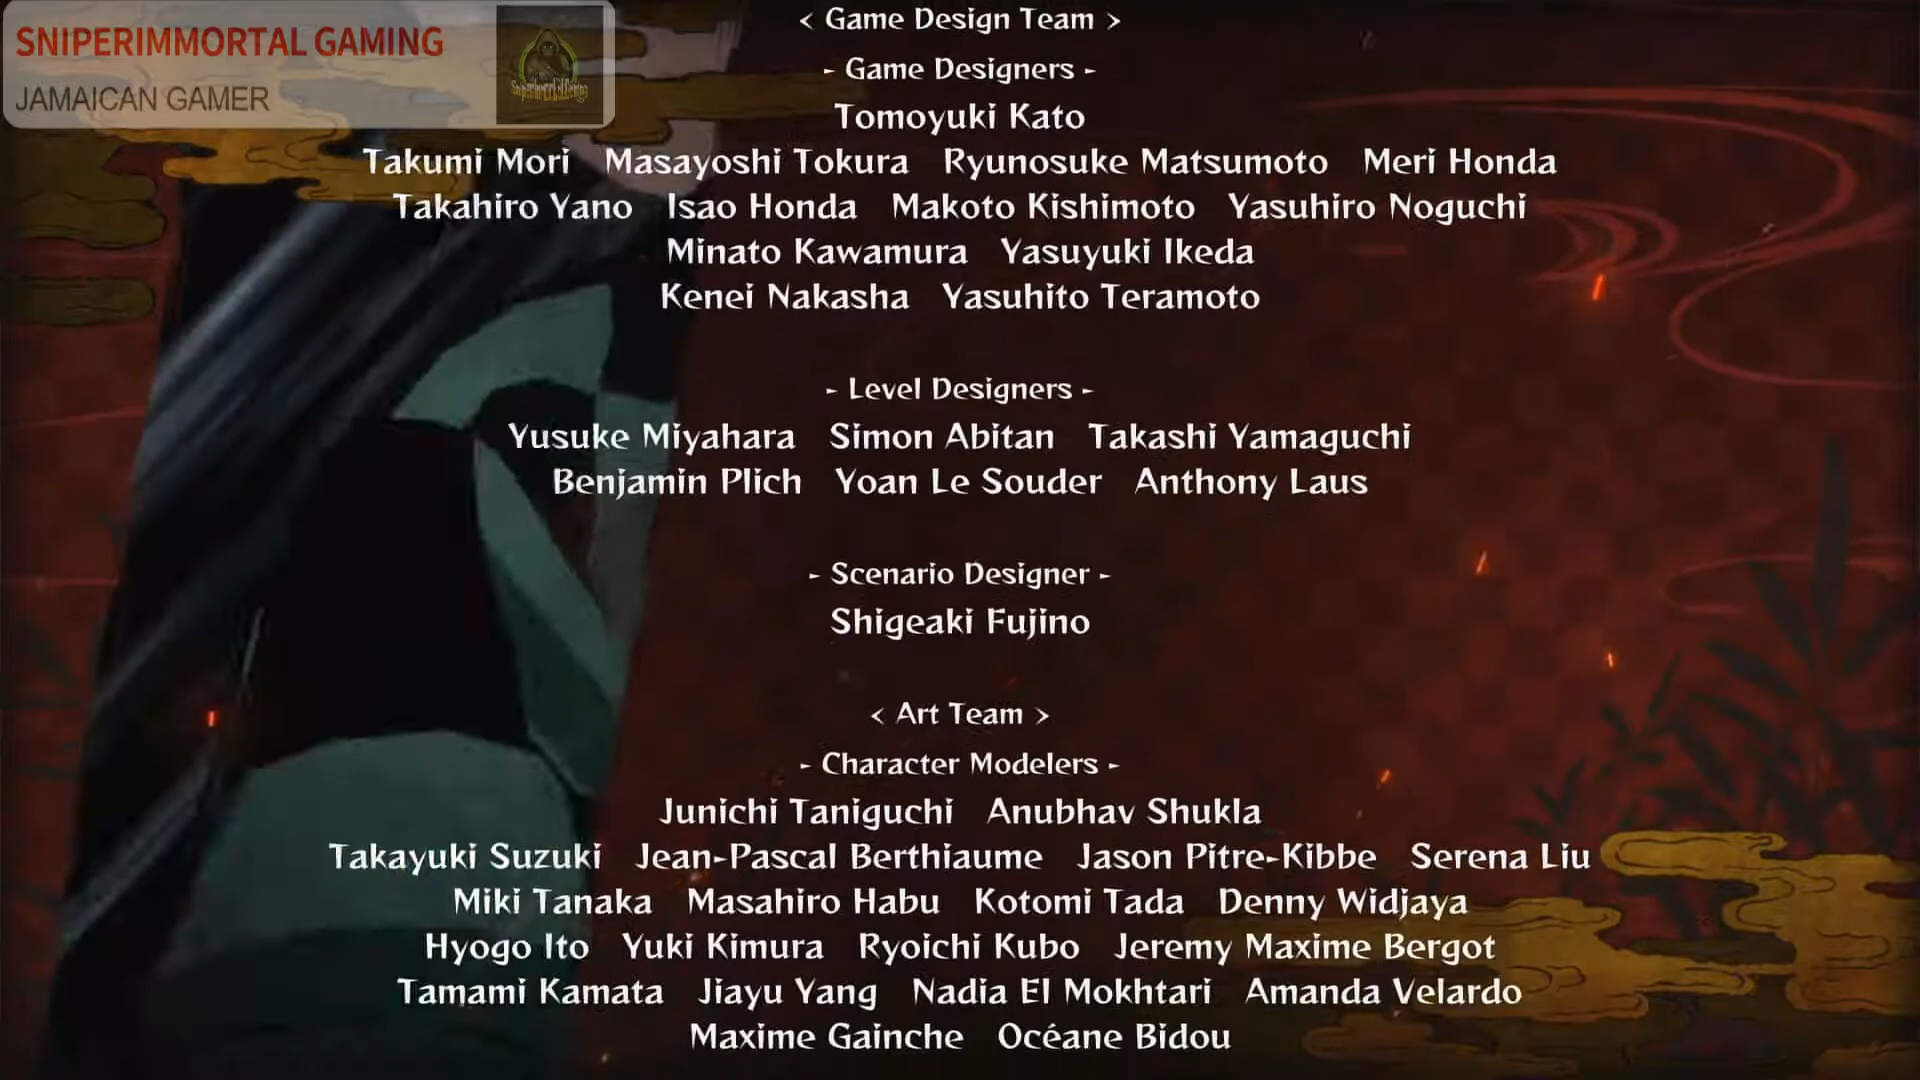 SNIPERIMMORTAL GAMING
JAMAICAN GAMER
< Game Design Team >
- Game Designers -
Tomoyuki Kato
Takumi Mori Masayoshi Tokura Ryunosuke Matsumoto Meri Honda
Takahiro Yano Isao Honda Makoto Kishimoto Yasuhiro Noguchi
Minato Kawamura Yasuyuki Ikeda
Kenei Nakasha Yasuhito Teramoto
- Level Designers -
Yusuke Miyahara Simon Abitan Takashi Yamaguchi
Benjamin Plich Yoan Le Souder Anthony Laus
- Scenario Designer -
Shigeaki Fujino
< Art Team >
- Character Modelers -
Junichi Taniguchi Anubhav Shukla
Takayuki Suzuki Jean-Pascal Berthiaume Jason Pitre-Kibbe Serena Liu
Miki Tanaka Masahiro Habu Kotomi Tada Denny Widjaya
Hyogo Ito Yuki Kimura Ryoichi Kubo Jeremy Maxime Bergot
Tamami Kamata Jiayu Yang Nadia El Mokhtari Amanda Velardo
Maxime Gainche Océane Bidou